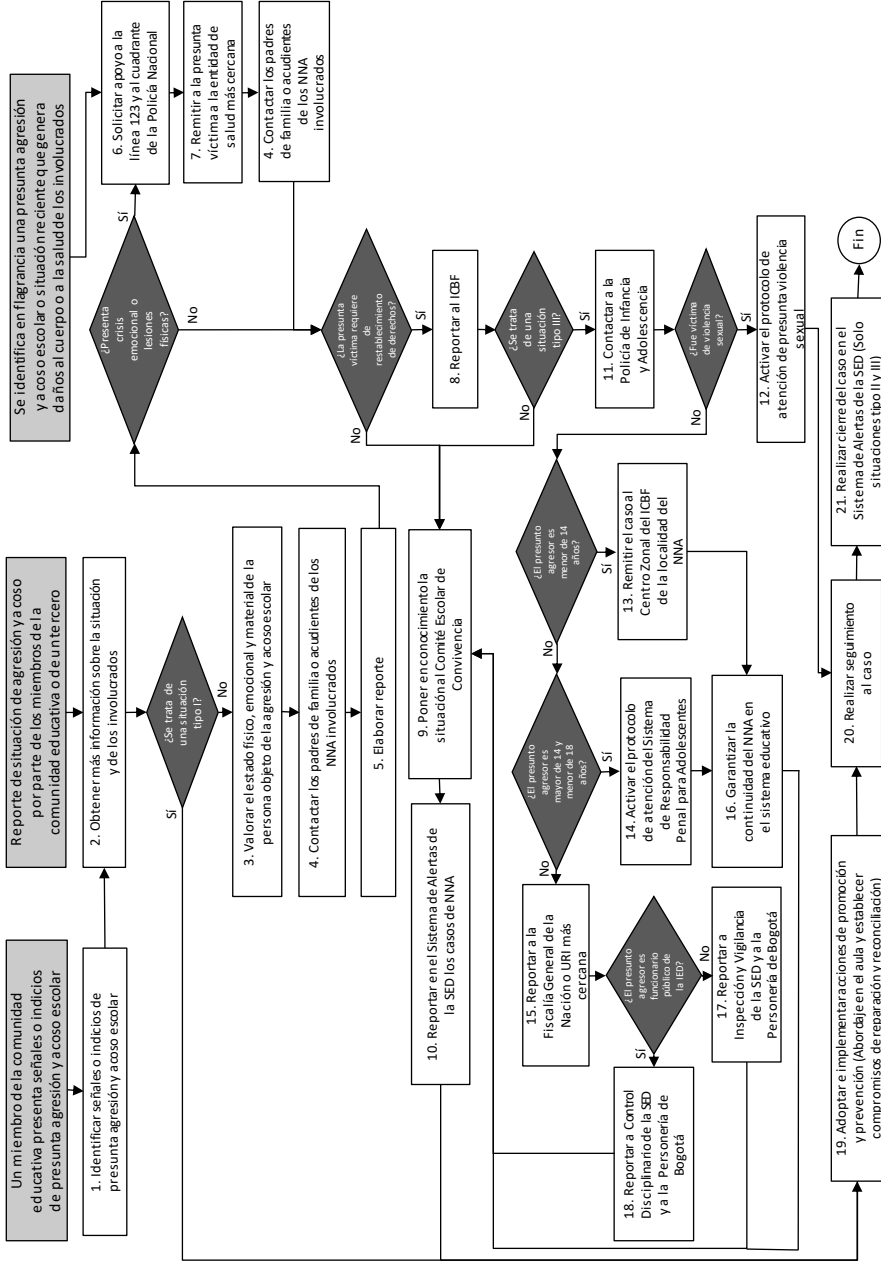 Un miembro de la comunidad
educativa presenta señales o indicios
de presunta agresión y acoso escolar
Reporte de situación de agresión y acoso
por parte de los miembros de la
comunidad educativa o de un tercero
Se identifica en flagrancia una presunta agresión
y acoso escolar o situación reciente que genera
daños al cuerpo o a la salud de los involucrados
1. Identificar señales o indicios de
presunta agresión y acoso escolar
2. Obtener más información sobre la situación
y de los involucrados
¿Se trata de
una situación
tipo I?
Sí
No
3. Valorar el estado físico, emocional y material de la
persona objeto de la agresión y acoso escolar
4. Contactar los padres de familia o acudientes de los
NNA involucrados
5. Elaborar reporte
¿Presenta
crisis
emocional o
lesiones
físicas?
Sí
No
6. Solicitar apoyo a la
línea 123 y al cuadrante
de la Policía Nacional
7. Remitir a la presunta
víctima a la entidad de
salud más cercana
4. Contactar los padres
de familia o acudientes
de los NNA
involucrados
¿La presunta
víctima requiere
de
restablecimiento
de derechos?
No
Sí
8. Reportar al ICBF
¿Se trata
de una
situación
tipo III?
No
Sí
9. Poner en conocimiento la
situación al Comité Escolar de
Convivencia
10. Reportar en el Sistema de Alertas de
la SED los casos de NNA
11. Contactar a la
Policía de Infancia
y Adolescencia
¿Fue víctima
de violencia
sexual?
No
Sí
12. Activar el protocolo de
atención de presunta violencia
sexual
¿El presunto
agresor es
menor de 14
años?
No
Sí
13. Remitir el caso al
Centro Zonal del ICBF
de la localidad del
NNA
¿El presunto
agresor es
mayor de 14 y
menor de 18
años?
No
Sí
14. Activar el protocolo
de atención del Sistema
de Responsabilidad
Penal para Adolescentes
15. Reportar a la
Fiscalía General de la
Nación o URI más
cercana
16. Garantizar la
continuidad del NNA en
el sistema educativo
¿El presunto
agresor es
funcionario
público de
la IED?
Sí
No
17. Reportar a
Inspección y Vigilancia
de la SED y a la
Personería de Bogotá
18. Reportar a Control
Disciplinario de la SED
y a la Personería de
Bogotá
19. Adoptar e implementar acciones de promoción
y prevención (Abordaje en el aula y establecer
compromisos de reparación y reconciliación)
20. Realizar seguimiento
al caso
21. Realizar cierre del caso en el
Sistema de Alertas de la SED (Solo
situaciones tipo II y III)
Fin